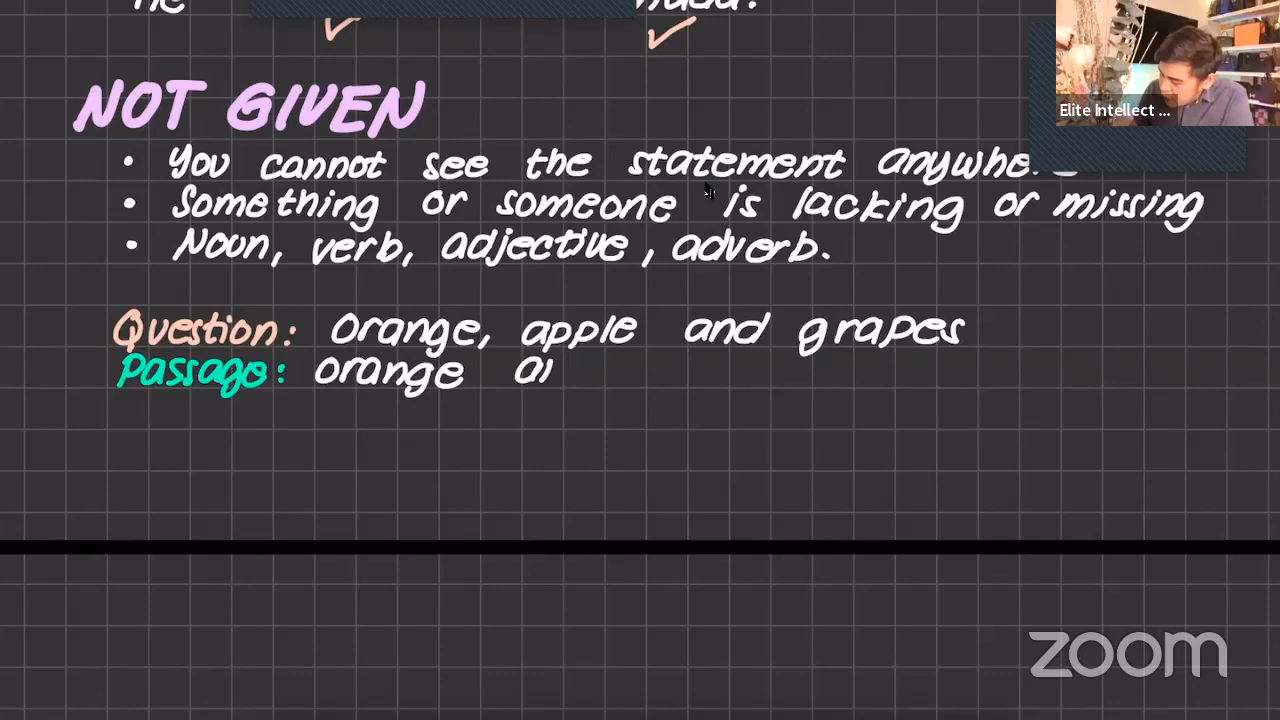 NOT GIVEN
• You cannot see the statement
• Something or someone is lacking or missing
• Noun, verb, adjective, adverb.
Question: Orange, apple and grapes
Passage: Orange
Elite Intellect ...
zoom